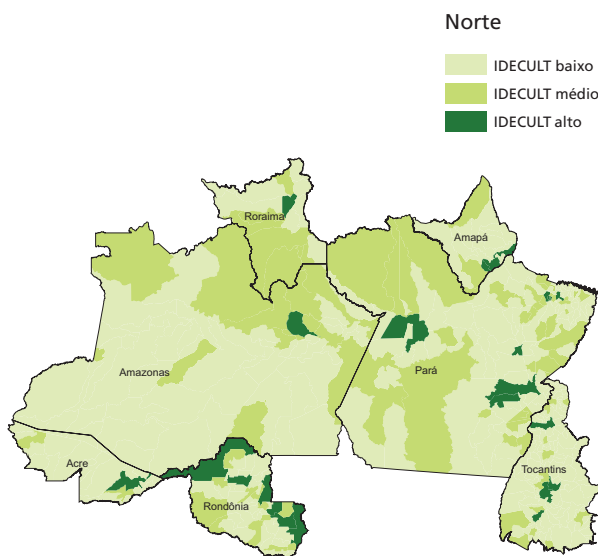 Norte
IDECULT baixo
IDECULT médio
IDECULT alto
Roraima
Amapá
Amazonas
Pará
Acre
Rondônia
Tocantins